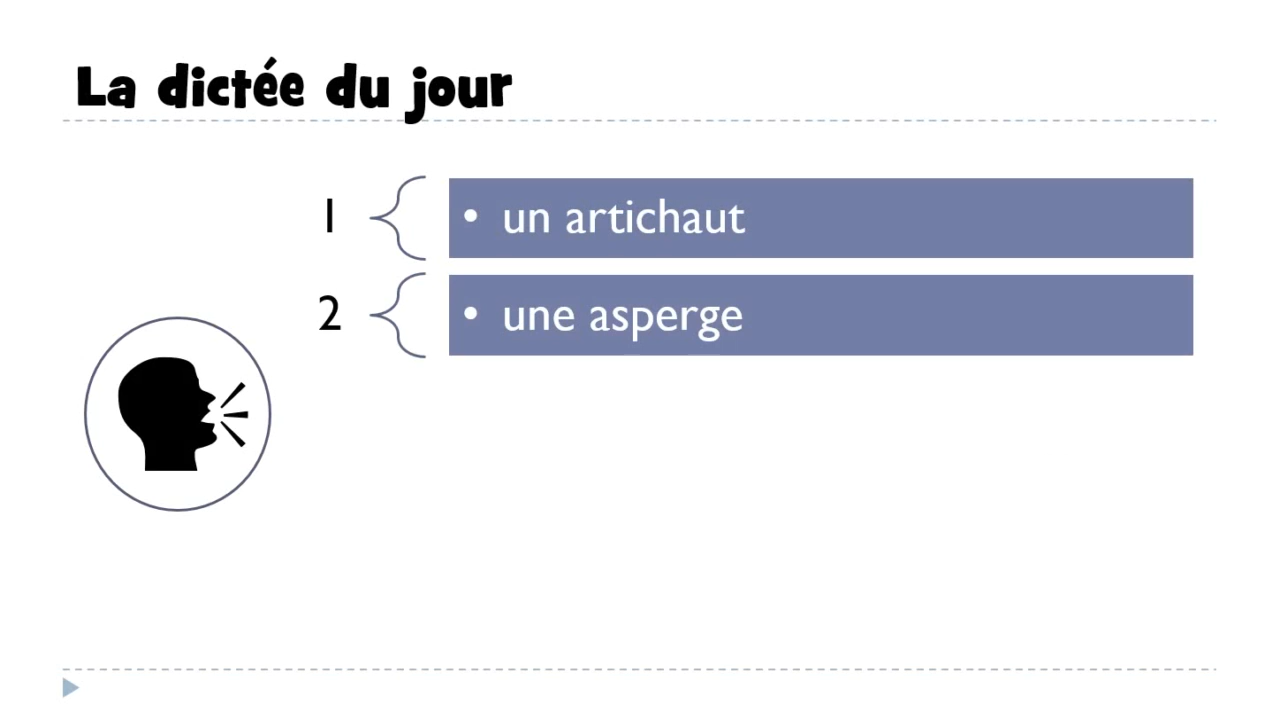 La dictée du jour
1
• un artichaut
2
• une asperge